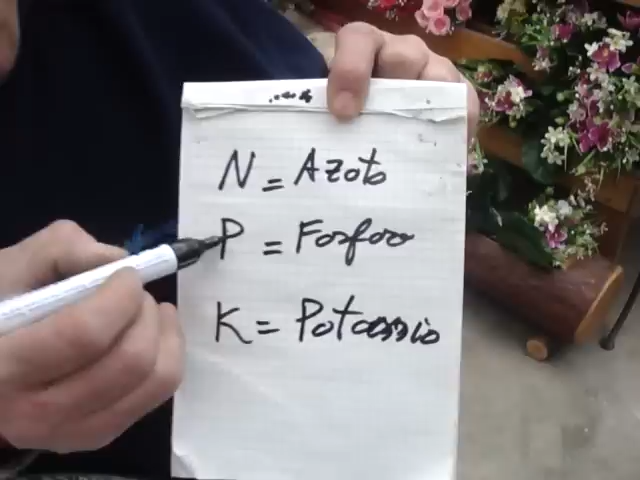 N = Azoto
P = Fosforo
K = Potassio